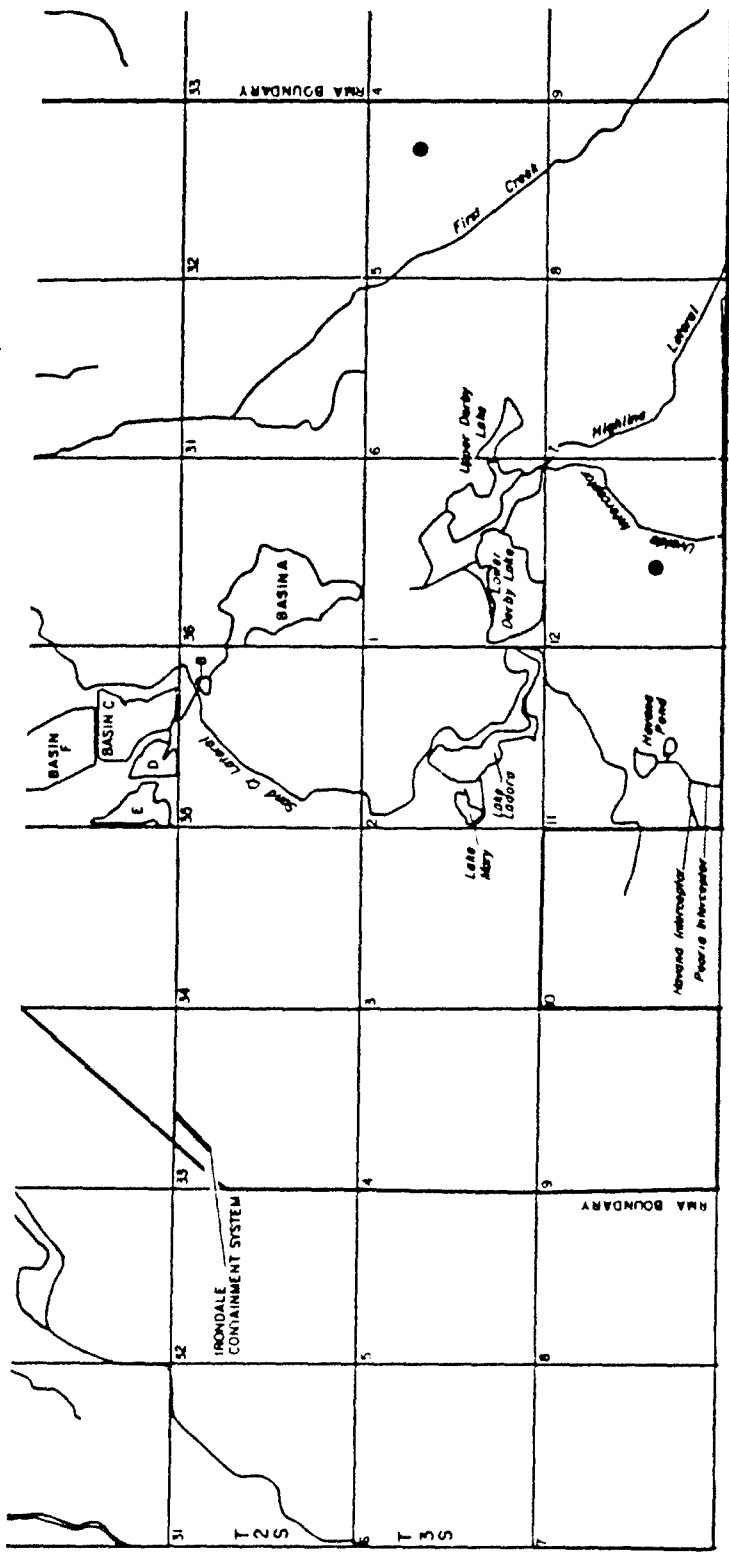 BASIN
F
BASIN C
E
D
31
32
33
34
35
36
31
32
33
B
T
2
S
IRONDALE
CONTAINMENT SYSTEM
Sand Cr Lateral
BASIN A
RMA BOUNDARY
6
5
4
3
2
1
6
5
4
T
3
S
Lake
Mary
Lake
Ladora
Lower
Derby Lake
Upper Derby
Lake
First Creek
7
8
9
10
11
12
7
8
9
RMA BOUNDARY
Havana
Pond
Uvalda Interceptor
Highline Lateral
Havana Interceptor
Peoria Interceptor